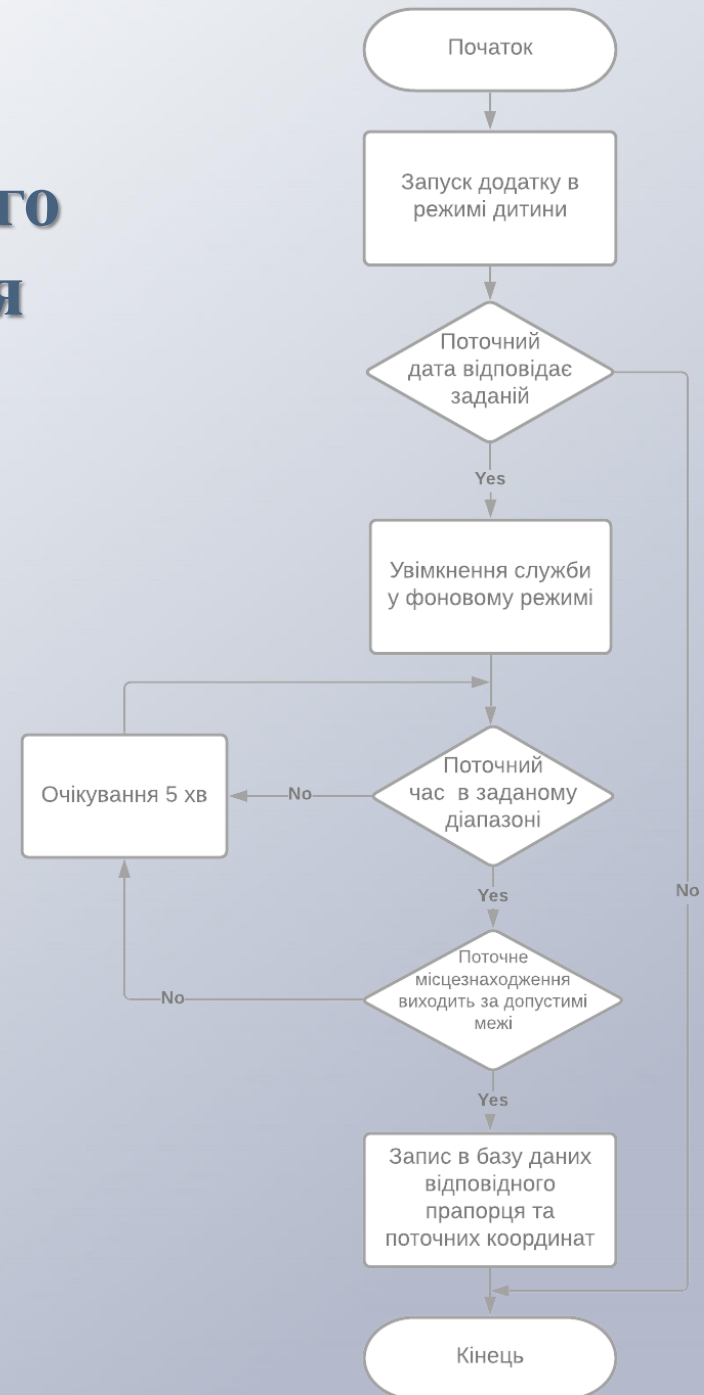 Початок
го
я
Запуск додатку в
режимі дитини
Поточний
дата відповідає
заданій
Yes
Увімкнення служби
у фоновому режимі
Поточний
час в заданому
діапазоні
Очікування 5 хв
No
Yes
No
Поточне
місцезнаходження
виходить за допустимі
межі
No
Yes
Запис в базу даних
відповідного
прапорця та
поточних координат
Кінець